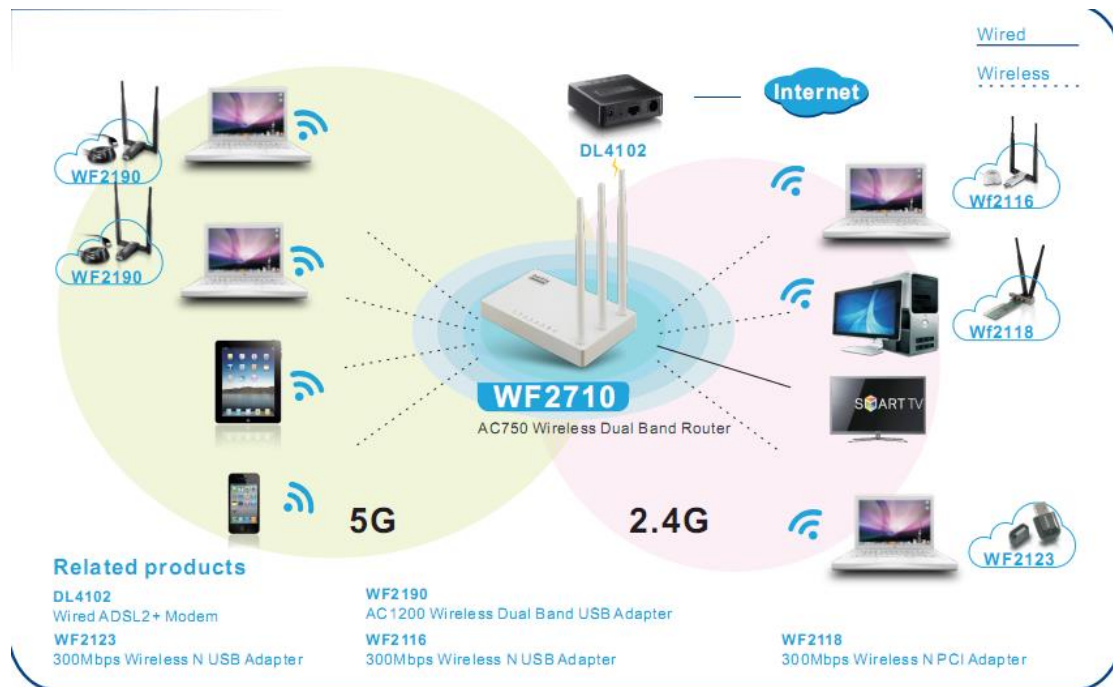 Wired
Wireless
Internet
DL4102
WF2190
WF2190
Wf2116
Wf2118
SMART TV
WF2710
AC750 Wireless Dual Band Router
5G
2.4G
WF2123
Related products
DL4102
Wired ADSL2+ Modem
WF2123
300Mbps Wireless N USB Adapter
WF2190
AC1200 Wireless Dual Band USB Adapter
WF2116
300Mbps Wireless N USB Adapter
WF2118
300Mbps Wireless N PCI Adapter